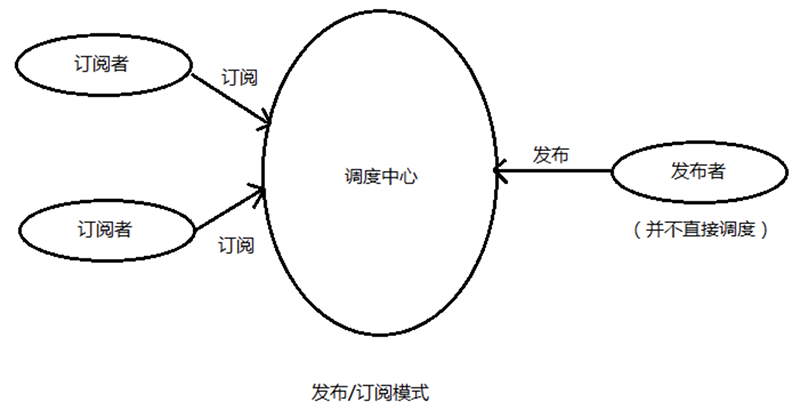 订阅者
订阅
调度中心
发布
发布者
订阅者
订阅
（并不直接调度）
发布/订阅模式